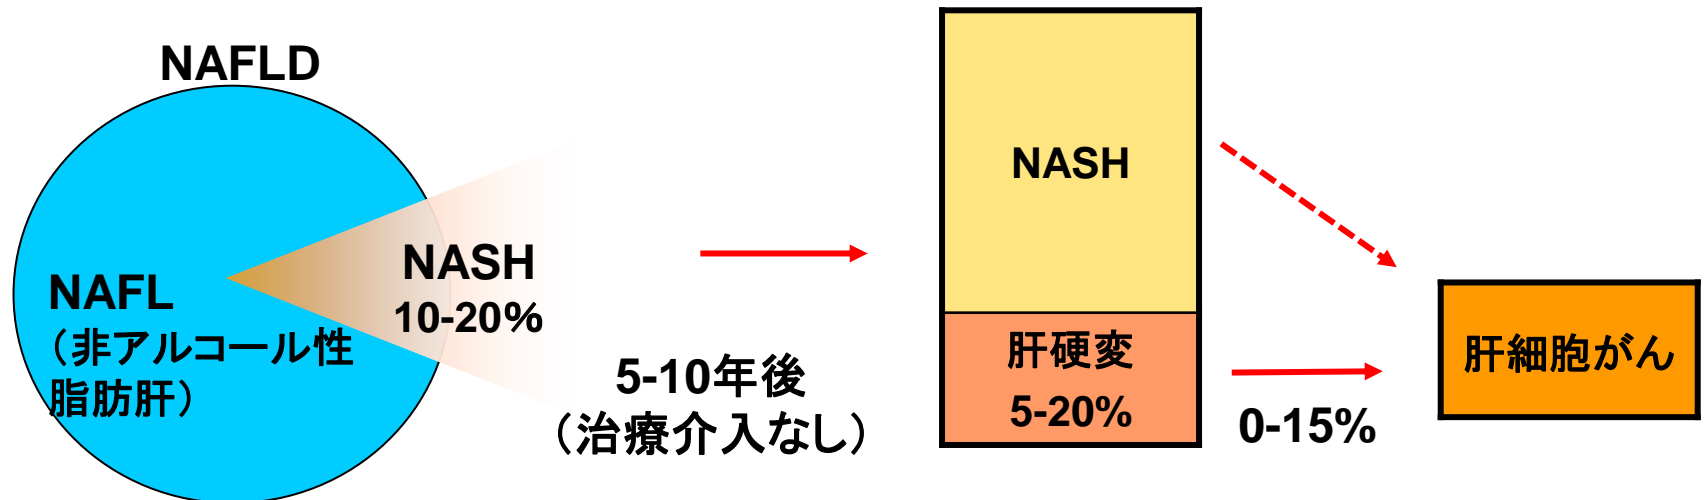 NAFLD
NAFL
（非アルコール性
脂肪肝）
NASH
10-20%
5-10年後
（治療介入なし）
NASH
肝硬変
5-20%
0-15%
肝細胞がん